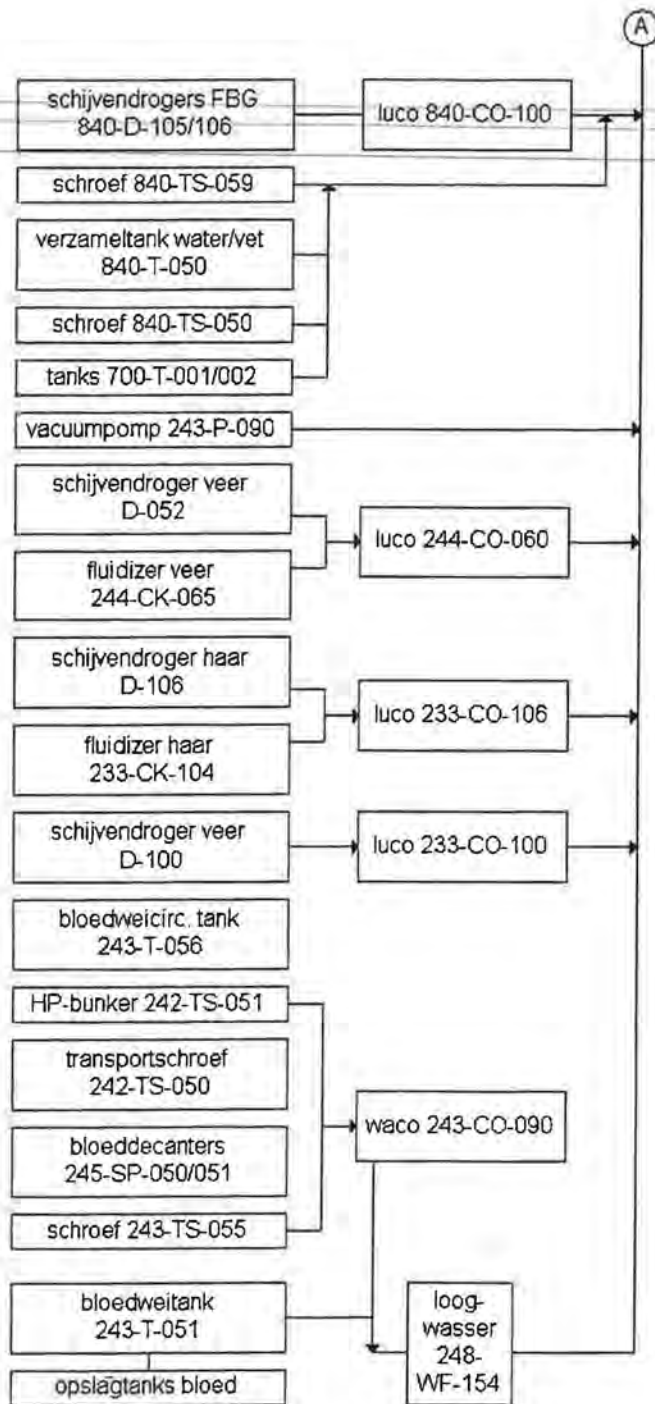 A
schijvendrogers FBG
840-D-105/106
luco 840-CO-100
schroef 840-TS-059
verzameltank water/vet
840-T-050
schroef 840-TS-050
tanks 700-T-001/002
vacuumpomp 243-P-090
schijvendroger veer
D-052
luco 244-CO-060
fluidizer veer
244-CK-065
schijvendroger haar
D-106
luco 233-CO-106
fluidizer haar
233-CK-104
schijvendroger veer
D-100
luco 233-CO-100
bloedweicirc. tank
243-T-056
HP-bunker 242-TS-051
transportschroef
242-TS-050
waco 243-CO-090
bloeddecanters
245-SP-050/051
schroef 243-TS-055
bloedweitank
243-T-051
loog-
wasser
248-
WF-154
opslagtanks bloed